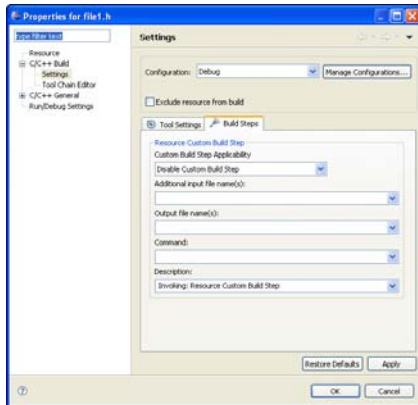 Properties for file1.h
type filter text
Resource
C/C++ Build
Settings
Tool Chain Editor
C/C++ General
Run/Debug Settings
Settings
Configuration: Debug Manage Configurations...
Exclude resource from build
Tool Settings Build Steps
Resource Custom Build Step
Custom Build Step Applicability
Disable Custom Build Step
Additional input file name(s):
Output file name(s):
Command:
Description:
Invoking: Resource Custom Build Step
Restore Defaults Apply
? OK Cancel